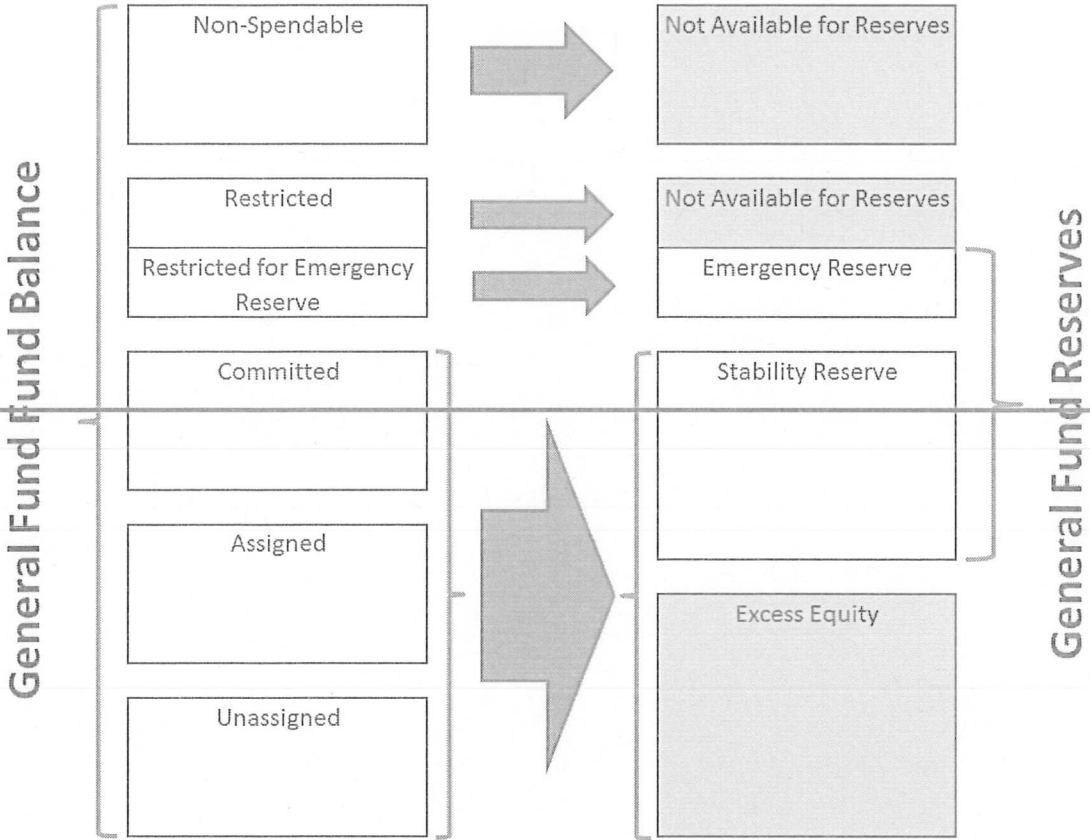 General Fund Fund Balance
Non-Spendable
Not Available for Reserves
Restricted
Not Available for Reserves
Restricted for Emergency
Reserve
Emergency Reserve
Committed
Stability Reserve
Assigned
Unassigned
Excess Equity
General Fund Reserves